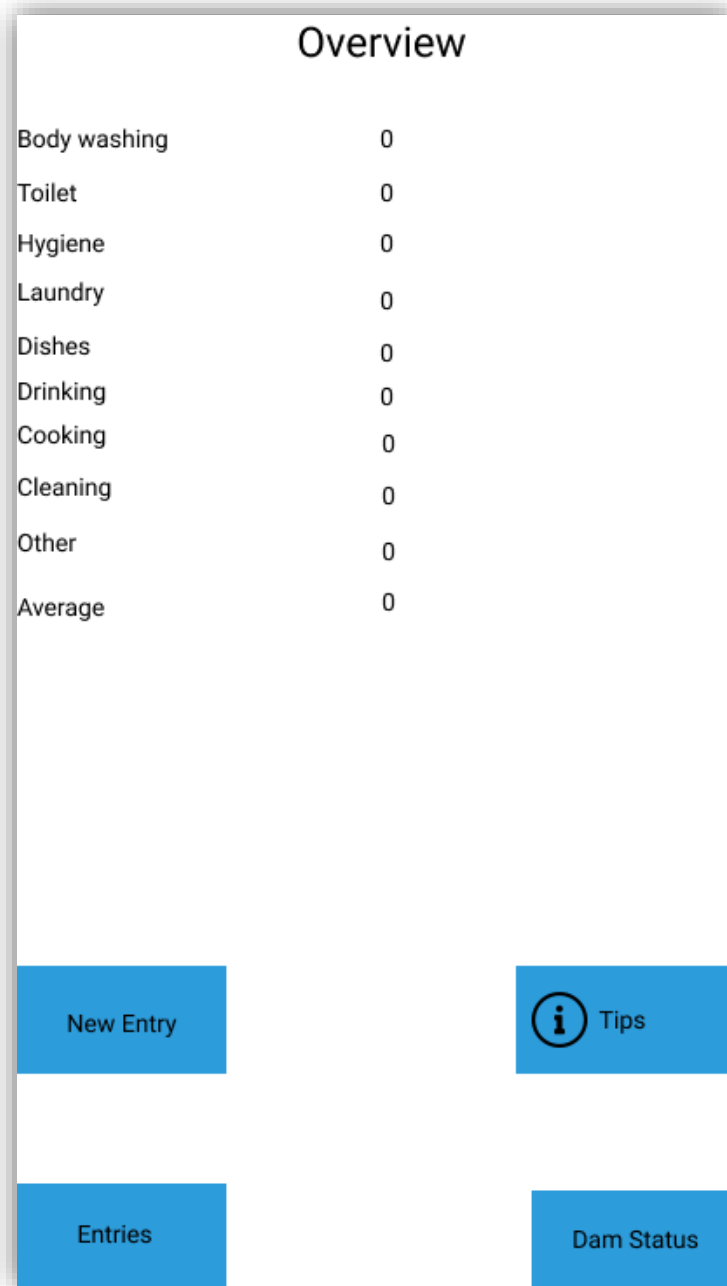 Overview
Body washing 0
Toilet 0
Hygiene 0
Laundry 0
Dishes 0
Drinking 0
Cooking 0
Cleaning 0
Other 0
Average 0
New Entry
Tips
Entries
Dam Status